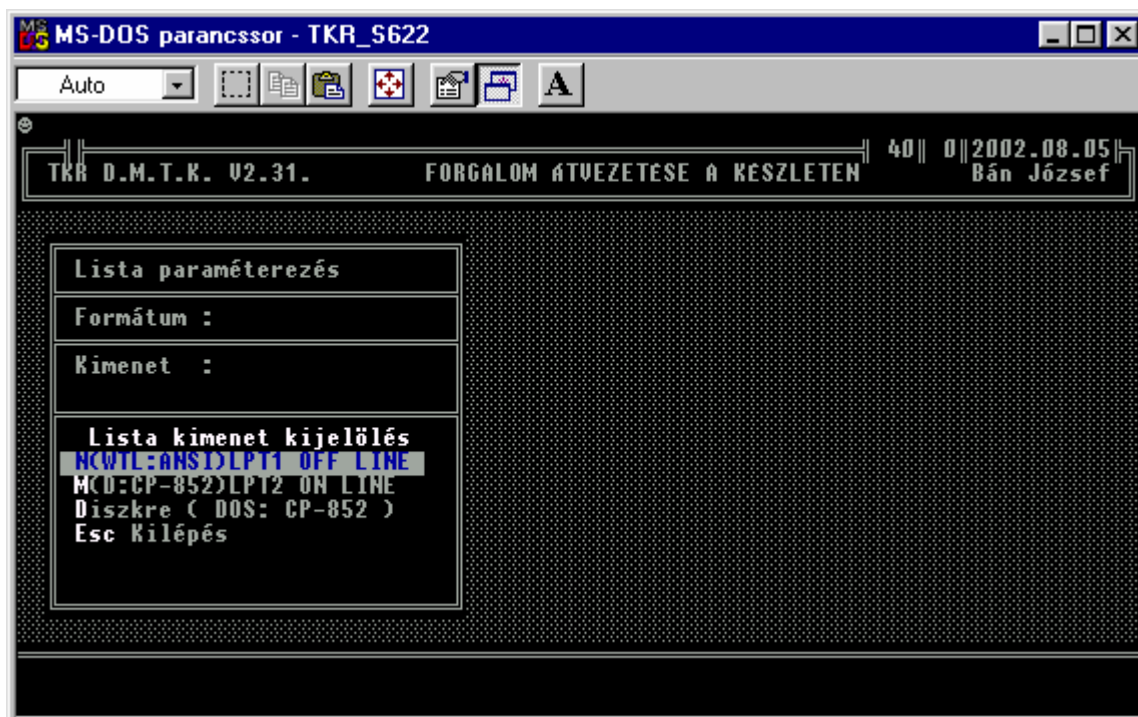 MS-DOS parancssor - TKR_S622
Auto
A
40 0 2002.08.05
TKR D.M.T.K. V2.31. FORGALOM ÁTVEZETÉSE A KÉSZLETEN Bán József
Lista paraméterezés
Formátum :
Kimenet :
Lista kimenet kijelölés
N(WTL:ANSI)LPT1 OFF LINE
M(D:CP-852)LPT2 ON LINE
Diszkre ( DOS: CP-852 )
Esc Kilépés